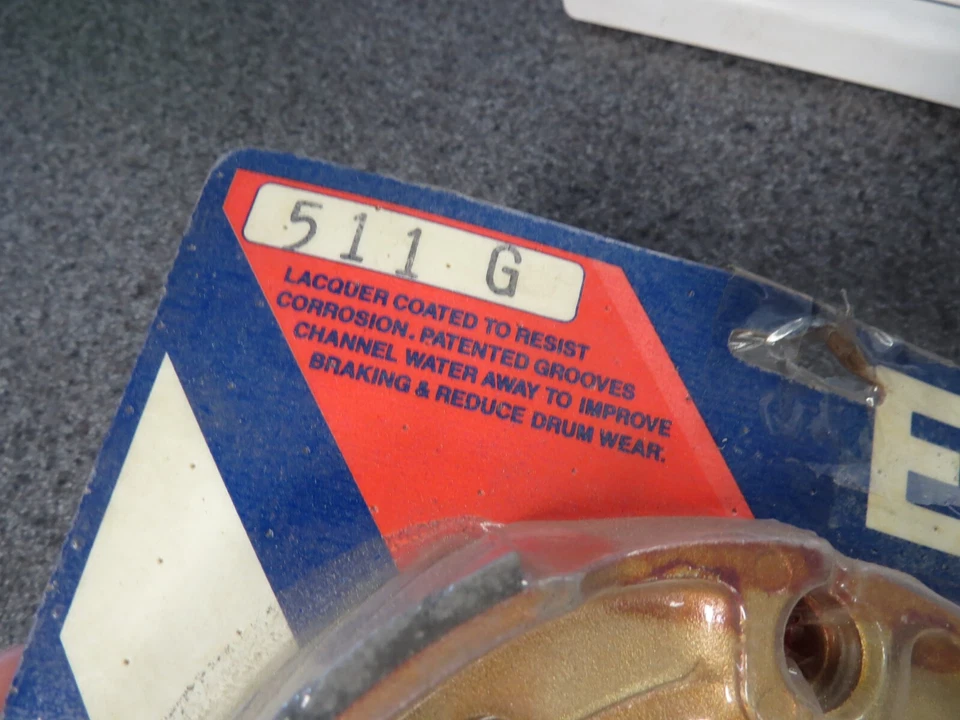 511 G
LACQUER COATED TO RESIST
CORROSION. PATENTED GROOVES
CHANNEL WATER AWAY TO IMPROVE
BRAKING & REDUCE DRUM WEAR.
E